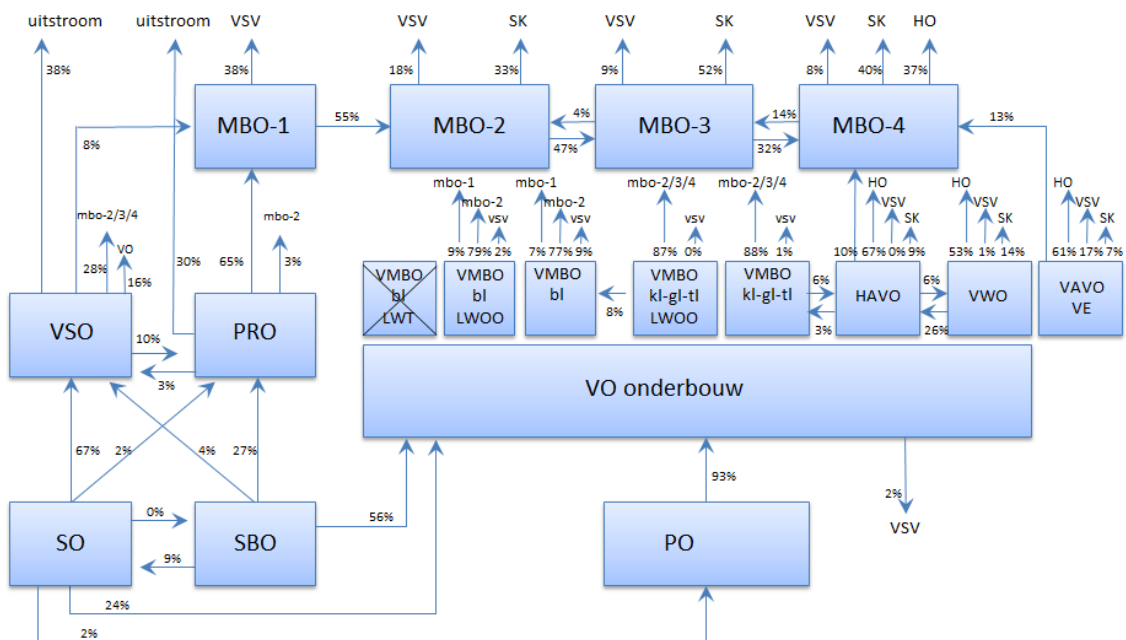 uitstroom uitstroom VSV VSV SK VSV SK VSV SK HO
38% 38% 18% 33% 9% 52% 8% 40% 37%
MBO-1 55% MBO-2 4% 47% MBO-3 14% 32% MBO-4 13%
8%
mbo-1 mbo-1 mbo-2/3/4 mbo-2/3/4 HO HO HO
mbo-2 mbo-2 VSV VSV VSV
mbo-2/3/4 mbo-2 vsv vsv vsv vsv SK SK SK
VO
9% 79% 2% 7% 77% 9% 87% 0% 88% 1% 10% 67% 0% 9% 53% 1% 14% 61% 17% 7%
28% 16% 30% 65% 3%
VMBO
bl
LWT
VMBO
bl
LWOO
VMBO
bl
8%
VMBO
kl-gl-tl
LWOO
VMBO
kl-gl-tl
6%
3%
HAVO
6%
26%
VWO
VAVO
VE
VSO
10%
3%
PRO
VO onderbouw
67% 2% 4% 27%
93%
2%
VSV
SO
0%
9%
SBO
56%
PO
24%
2%